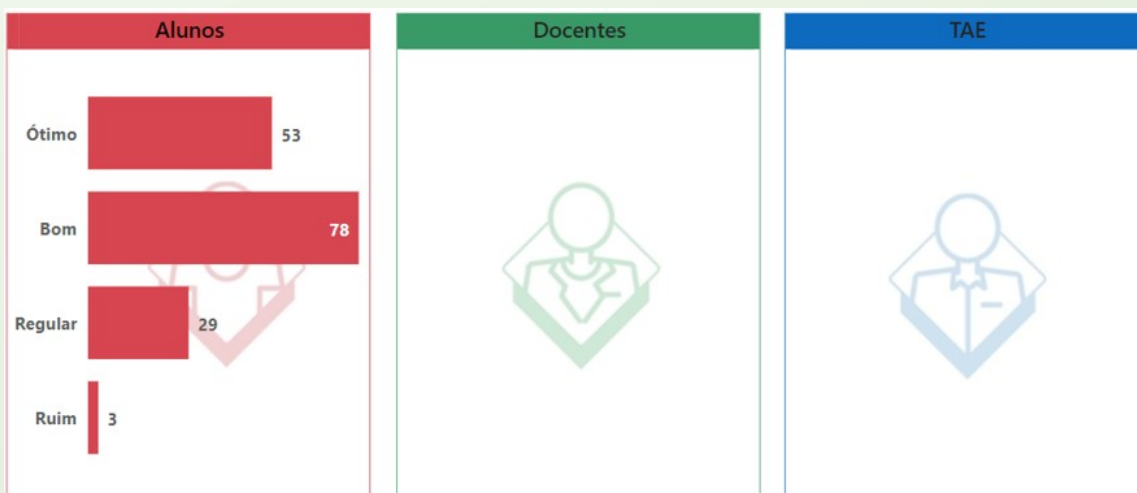 Alunos
Docentes
TAE
Ótimo
53
Bom
78
Regular
29
Ruim
3